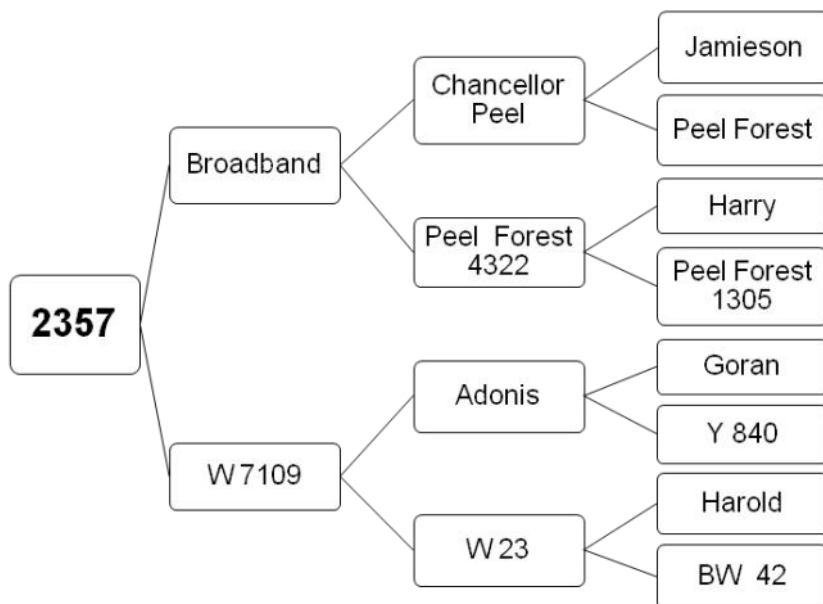 Jamieson
Chancellor
Peel
Peel Forest
Broadband
Harry
Peel Forest
4322
Peel Forest
1305
2357
Goran
Adonis
Y 840
W 7109
Harold
W 23
BW 42